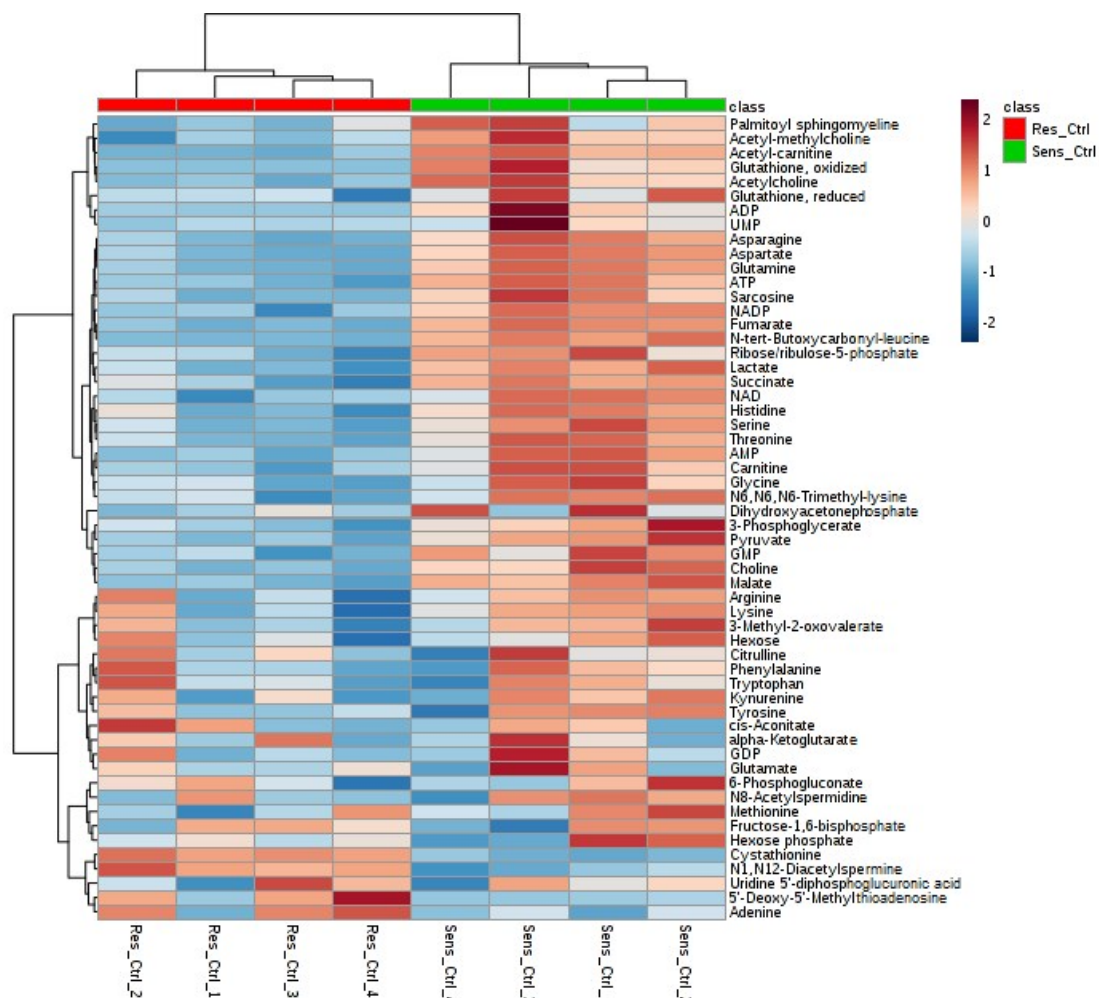 class
class
Res_Ctrl
Sens_Ctrl
2
1
0
-1
-2
Palmitoyl sphingomyeline
Acetyl-methylcholine
Acetyl-carnitine
Glutathione, oxidized
Acetylcholine
Glutathione, reduced
ADP
UMP
Asparagine
Aspartate
Glutamine
ATP
Sarcosine
NADP
Fumarate
N-tert-Butoxycarbonyl-leucine
Ribose/ribulose-5-phosphate
Lactate
Succinate
NAD
Histidine
Serine
Threonine
AMP
Carnitine
Glycine
N6,N6,N6-Trimethyl-lysine
Dihydroxyacetonephosphate
3-Phosphoglycerate
Pyruvate
GMP
Choline
Malate
Arginine
Lysine
3-Methyl-2-oxovalerate
Hexose
Citrulline
Phenylalanine
Tryptophan
Kynurenine
Tyrosine
cis-Aconitate
alpha-Ketoglutarate
GDP
Glutamate
6-Phosphogluconate
N8-Acetylspermidine
Methionine
Fructose-1,6-bisphosphate
Hexose phosphate
Cystathionine
N1,N12-Diacetylspermine
Uridine 5'-diphosphoglucuronic acid
5'-Deoxy-5'-Methylthioadenosine
Adenine
Res_Ctrl_2
Res_Ctrl_1
Res_Ctrl_3
Res_Ctrl_4
Sens_Ctrl_
Sens_Ctrl_
Sens_Ctrl_
Sens_Ctrl_